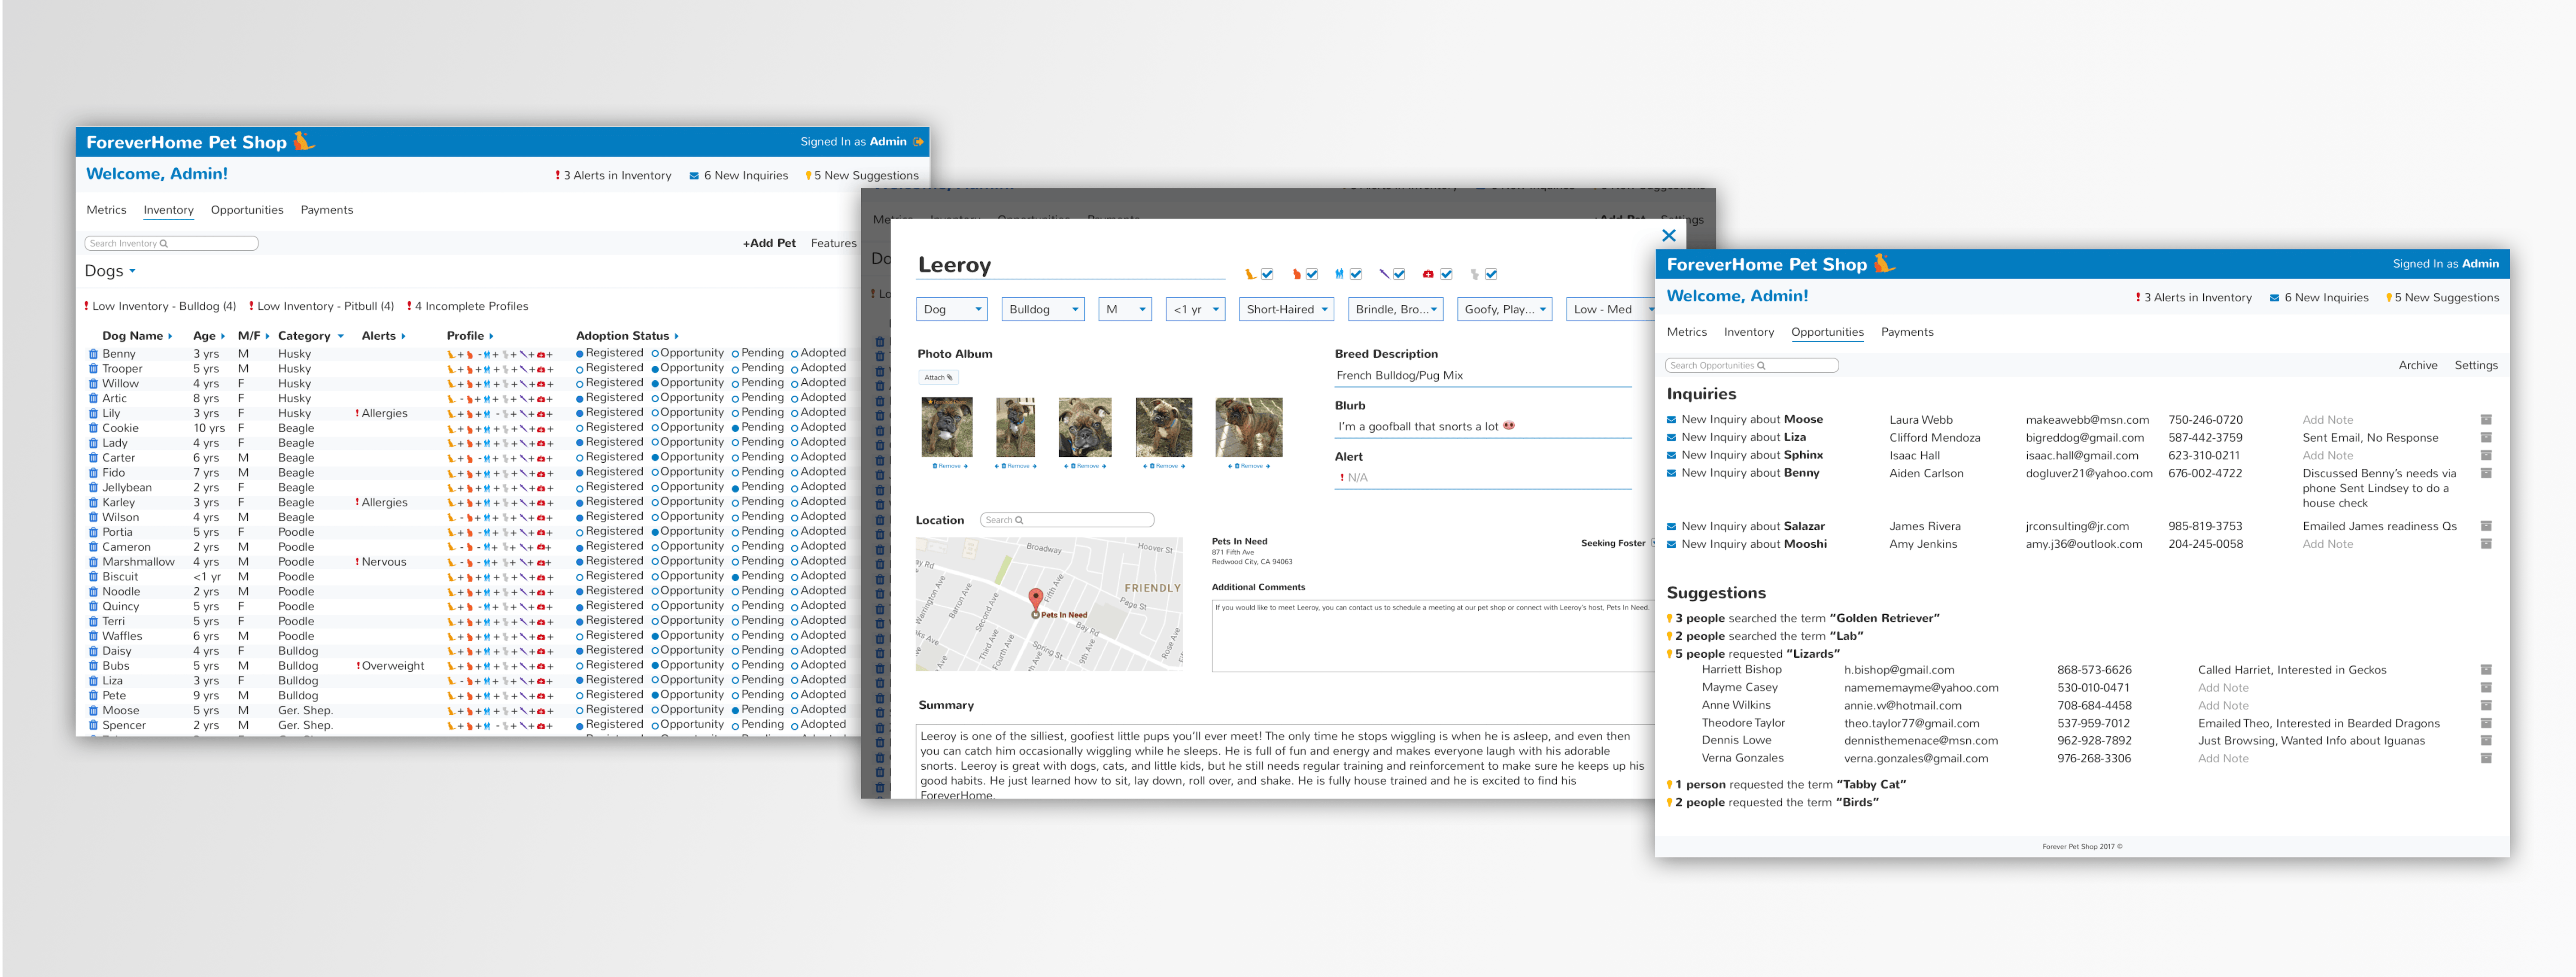 ForeverHome Pet Shop
Signed In as Admin
Welcome, Admin!
3 Alerts in Inventory 6 New Inquiries 5 New Suggestions
Metrics Inventory Opportunities Payments
Search Inventory
+Add Pet Features
Dogs
Low Inventory - Bulldog (4) Low Inventory - Pitbull (4) 4 Incomplete Profiles
Dog Name Age M/F Category Alerts Profile Adoption Status
Benny 3 yrs M Husky Registered Opportunity Pending Adopted
Trooper 5 yrs M Husky Registered Opportunity Pending Adopted
Willow 4 yrs F Husky Registered Opportunity Pending Adopted
Artic 8 yrs F Husky Registered Opportunity Pending Adopted
Lily 3 yrs F Husky ! Allergies Registered Opportunity Pending Adopted
Cookie 10 yrs F Beagle Registered Opportunity Pending Adopted
Lady 4 yrs F Beagle Registered Opportunity Pending Adopted
Carter 6 yrs M Beagle Registered Opportunity Pending Adopted
Fido 7 yrs M Beagle Registered Opportunity Pending Adopted
Jellybean 2 yrs F Beagle Registered Opportunity Pending Adopted
Karley 3 yrs F Beagle ! Allergies Registered Opportunity Pending Adopted
Wilson 4 yrs M Beagle Registered Opportunity Pending Adopted
Portia 5 yrs F Poodle Registered Opportunity Pending Adopted
Cameron 2 yrs M Poodle Registered Opportunity Pending Adopted
Marshmallow 4 yrs M Poodle ! Nervous Registered Opportunity Pending Adopted
Biscuit <1 yr M Poodle Registered Opportunity Pending Adopted
Noodle 2 yrs M Poodle Registered Opportunity Pending Adopted
Quincy 5 yrs F Poodle Registered Opportunity Pending Adopted
Terri 5 yrs F Poodle Registered Opportunity Pending Adopted
Waffles 6 yrs M Poodle Registered Opportunity Pending Adopted
Daisy 4 yrs F Bulldog Registered Opportunity Pending Adopted
Bubs 5 yrs M Bulldog !Overweight Registered Opportunity Pending Adopted
Liza 3 yrs F Bulldog Registered Opportunity Pending Adopted
Pete 9 yrs M Bulldog Registered Opportunity Pending Adopted
Moose 5 yrs M Ger. Shep. Registered Opportunity Pending Adopted
Spencer 2 yrs M Ger. Shep. Registered Opportunity Pending Adopted
Leeroy
Dog Bulldog M <1 yr Short-Haired Brindle, Bro... Goofy, Play... Low - Med
Photo Album
Attach
Remove Remove Remove Remove Remove
Breed Description
French Bulldog/Pug Mix
Blurb
I'm a goofball that snorts a lot
Alert
! N/A
Location
Search
Broadway
Hoover St
ay Rd
Warrington Ave
Barron Ave
Second Ave
Fifth Ave
FRIENDLY
Page St
Pets In Need
Bay Rd
Third Ave
Fourth Ave
Spring St
9th Ave
Rose Ave
Pets In Need
871 Fifth Ave
Redwood City, CA 94063
Seeking Foster
Additional Comments
If you would like to meet Leeroy, you can contact us to schedule a meeting at our pet shop or connect with Leeroy's host, Pets In Need.
Summary
Leeroy is one of the silliest, goofiest little pups you'll ever meet! The only time he stops wiggling is when he is asleep, and even then
you can catch him occasionally wiggling while he sleeps. He is full of fun and energy and makes everyone laugh with his adorable
snorts. Leeroy is great with dogs, cats, and little kids, but he still needs regular training and reinforcement to make sure he keeps up his
good habits. He just learned how to sit, lay down, roll over, and shake. He is fully house trained and he is excited to find his
ForeverHome.
ForeverHome Pet Shop
Signed In as Admin
Welcome, Admin!
3 Alerts in Inventory 6 New Inquiries 5 New Suggestions
Metrics Inventory Opportunities Payments
Search Opportunities
Archive Settings
Inquiries
New Inquiry about Moose Laura Webb makeawebb@msn.com 750-246-0720 Add Note
New Inquiry about Liza Clifford Mendoza bigreddog@gmail.com 587-442-3759 Sent Email, No Response
New Inquiry about Sphinx Isaac Hall isaac.hall@gmail.com 623-310-0211 Add Note
New Inquiry about Benny Aiden Carlson dogluver21@yahoo.com 676-002-4722 Discussed Benny's needs via
phone Sent Lindsey to do a
house check
New Inquiry about Salazar James Rivera jrconsulting@jr.com 985-819-3753 Emailed James readiness Qs
New Inquiry about Mooshi Amy Jenkins amy.j36@outlook.com 204-245-0058 Add Note
Suggestions
3 people searched the term “Golden Retriever”
2 people searched the term “Lab”
5 people requested “Lizards”
Harriett Bishop h.bishop@gmail.com 868-573-6626 Called Harriet, Interested in Geckos
Mayme Casey namememayme@yahoo.com 530-010-0471 Add Note
Anne Wilkins annie.w@hotmail.com 708-684-4458 Add Note
Theodore Taylor theo.taylor77@gmail.com 537-959-7012 Emailed Theo, Interested in Bearded Dragons
Dennis Lowe dennisthemenace@msn.com 962-928-7892 Just Browsing, Wanted Info about Iguanas
Verna Gonzales verna.gonzales@gmail.com 976-268-3306 Add Note
1 person requested the term “Tabby Cat”
2 people requested the term “Birds”
Forever Pet Shop 2017 ©